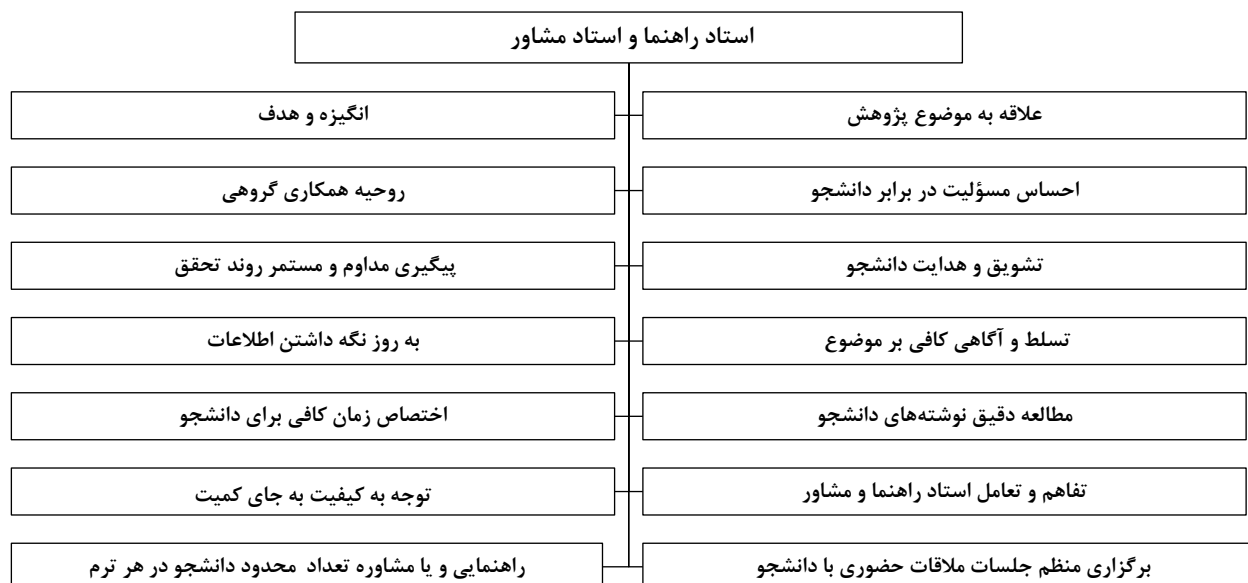 استاد راهنما و استاد مشاور
علاقه به موضوع پژوهش
انگیزه و هدف
احساس مسؤلیت در برابر دانشجو
روحیه همکاری گروهی
تشویق و هدایت دانشجو
پیگیری مداوم و مستمر روند تحقق
تسلط و آگاهی کافی بر موضوع
به روز نگه داشتن اطلاعات
مطالعه دقیق نوشته‌های دانشجو
اختصاص زمان کافی برای دانشجو
تفاهم و تعامل استاد راهنما و مشاور
توجه به کیفیت به جای کمیت
برگزاری منظم جلسات ملاقات حضوری با دانشجو
راهنمایی و یا مشاوره تعداد محدود دانشجو در هر ترم